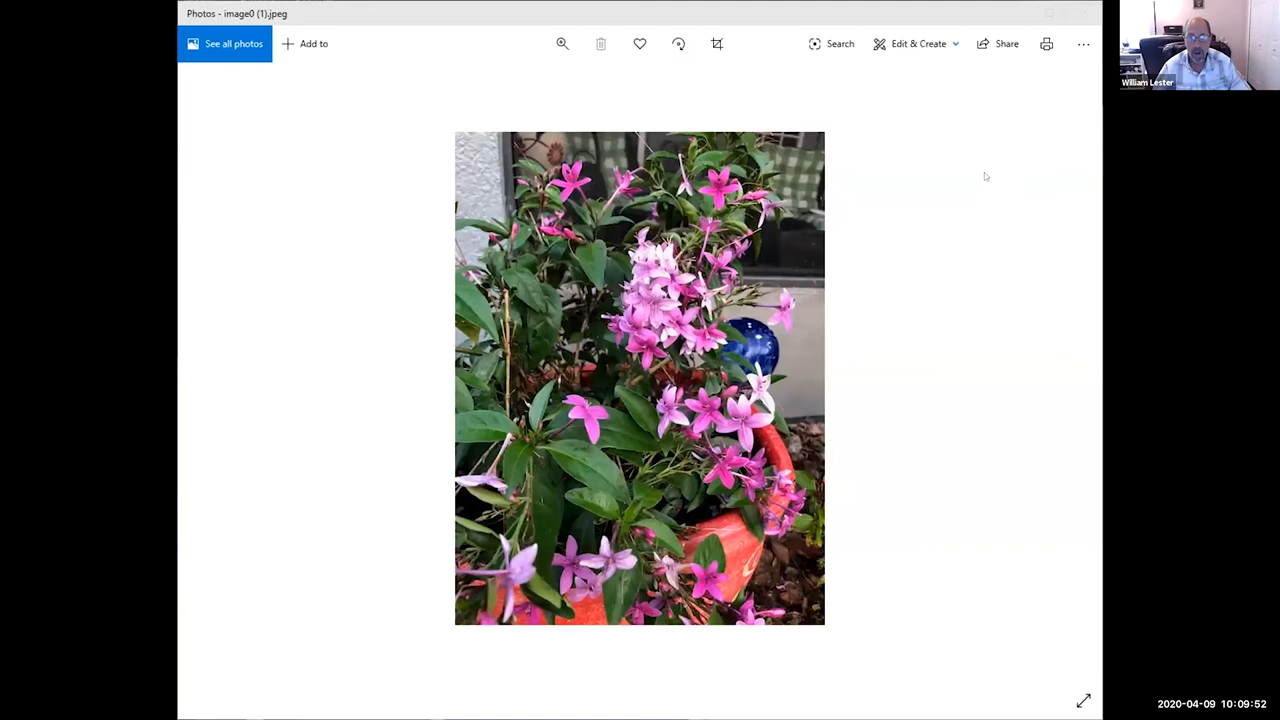 Photos - image0 (1).jpeg
See all photos
Add to
Search
Edit & Create
Share
William Lester
2020-04-09 10:09:52